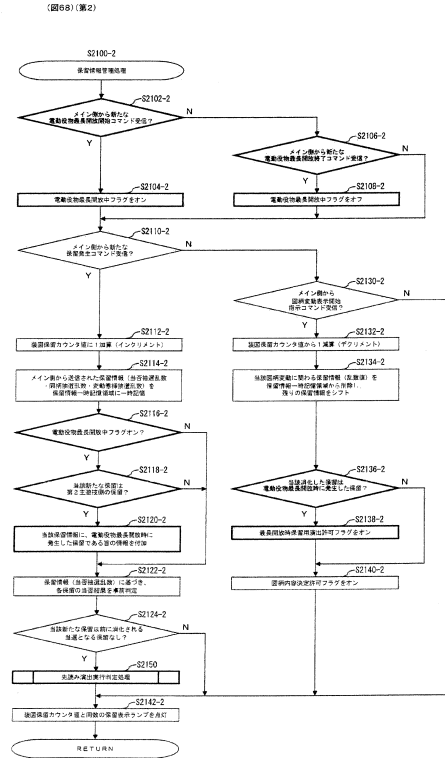 (図68)(第2)
S2100-2
保留情報管理処理
S2102-2
メイン側から新たな
電動役物最長開放開始コマンド受信?
N
Y
S2106-2
メイン側から新たな
電動役物最長開放終了コマンド受信?
N
Y
S2104-2
電動役物最長開放中フラグをオン
S2108-2
電動役物最長開放中フラグをオフ
S2110-2
メイン側から新たな
保留発生コマンド受信?
N
Y
S2130-2
メイン側から
図柄変動表示開始
指示コマンド受信?
N
Y
S2112-2
装図保留カウンタ値に1加算(インクリメント)
S2132-2
装図保留カウンタ値から1減算(デクリメント)
S2114-2
メイン側から送信された保留情報(当否抽選乱数
・図柄抽選乱数・変動態様抽選乱数)を
保留情報一時記憶領域に一時記憶
S2134-2
当該図柄変動に関わる保留情報(乱数値)を
保留情報一時記憶領域から削除し、
残りの保留情報をシフト
S2116-2
電動役物最長開放中フラグオン?
N
Y
S2118-2
当該新たな保留は
第2主遊技側の保留?
N
Y
S2136-2
当該消化した保留は
電動役物最長開放時に発生した保留?
N
Y
S2120-2
当該保留情報に、電動役物最長開放時に
発生した保留である旨の情報を付加
S2138-2
最長開放時保留用演出許可フラグをオン
S2122-2
保留情報(当否抽選乱数)に基づき、
各保留の当否結果を事前判定
S2140-2
図柄内容決定許可フラグをオン
S2124-2
当該新たな保留以前に消化される
当選となる保留なし?
N
Y
S2150
先読み演出実行判定処理
S2142-2
装図保留カウンタ値と同数の保留表示ランプを点灯
RETURN